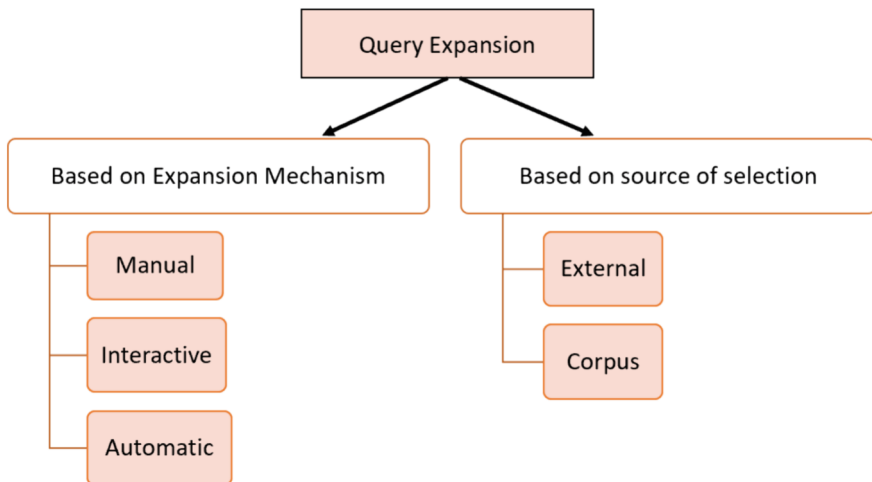 Query Expansion
Based on Expansion Mechanism
Manual
Interactive
Automatic
Based on source of selection
External
Corpus